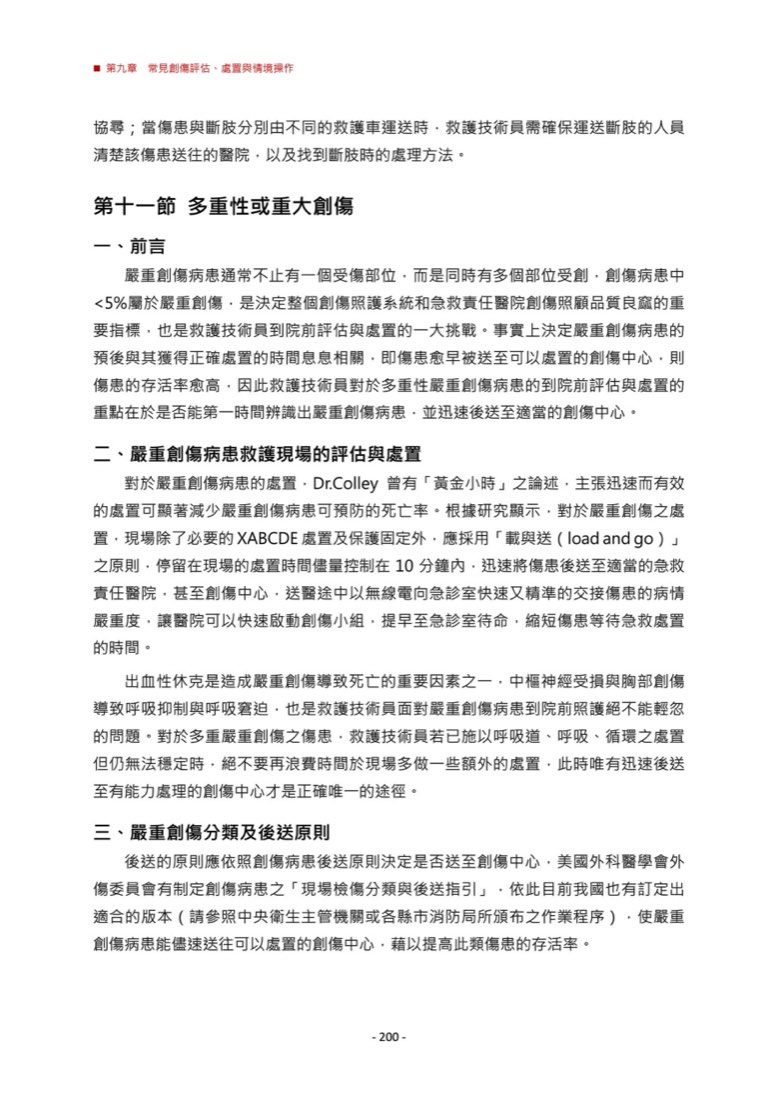 ■ 第九章 常見創傷評估、處置與情境操作
協尋；當傷患與斷肢分別由不同的救護車運送時，救護技術員需確保運送斷肢的人員
清楚該傷患送往的醫院，以及找到斷肢時的處理方法。
第十一節 多重性或重大創傷
一、前言
嚴重創傷病患通常不止有一個受傷部位，而是同時有多個部位受創，創傷病患中
<5%屬於嚴重創傷，是決定整個創傷照護系統和急救責任醫院創傷照顧品質良窳的重
要指標，也是救護技術員到院前評估與處置的一大挑戰。事實上決定嚴重創傷病患的
預後與其獲得正確處置的時間息息相關，即傷患愈早被送至可以處置的創傷中心，則
傷患的存活率愈高，因此救護技術員對於多重性嚴重創傷病患的到院前評估與處置的
重點在於是否能第一時間辨識出嚴重創傷病患，並迅速後送至適當的創傷中心。
二、嚴重創傷病患救護現場的評估與處置
對於嚴重創傷病患的處置，Dr.Colley 曾有「黃金小時」之論述，主張迅速而有效
的處置可顯著減少嚴重創傷病患可預防的死亡率。根據研究顯示，對於嚴重創傷之處
置，現場除了必要的 XABCDE 處置及保護固定外，應採用「載與送（load and go）」
之原則，停留在現場的處置時間儘量控制在 10 分鐘內，迅速將傷患後送至適當的急救
責任醫院，甚至創傷中心，送醫途中以無線電向急診室快速又精準的交接傷患的病情
嚴重度，讓醫院可以快速啟動創傷小組，提早至急診室待命，縮短傷患等待急救處置
的時間。
出血性休克是造成嚴重創傷導致死亡的重要因素之一，中樞神經受損與胸部創傷
導致呼吸抑制與呼吸窘迫，也是救護技術員面對嚴重創傷病患到院前照護絕不能輕忽
的問題。對於多重嚴重創傷之傷患，救護技術員若已施以呼吸道、呼吸、循環之處置
但仍無法穩定時，絕不要再浪費時間於現場多做一些額外的處置，此時唯有迅速後送
至有能力處理的創傷中心才是正確唯一的途徑。
三、嚴重創傷分類及後送原則
後送的原則應依照創傷病患後送原則決定是否送至創傷中心，美國外科醫學會外
傷委員會有制定創傷病患之「現場檢傷分類與後送指引」，依此目前我國也有訂定出
適合的版本（請參照中央衛生主管機關或各縣市消防局所頒布之作業程序），使嚴重
創傷病患能儘速送往可以處置的創傷中心，藉以提高此類傷患的存活率。
- 200 -